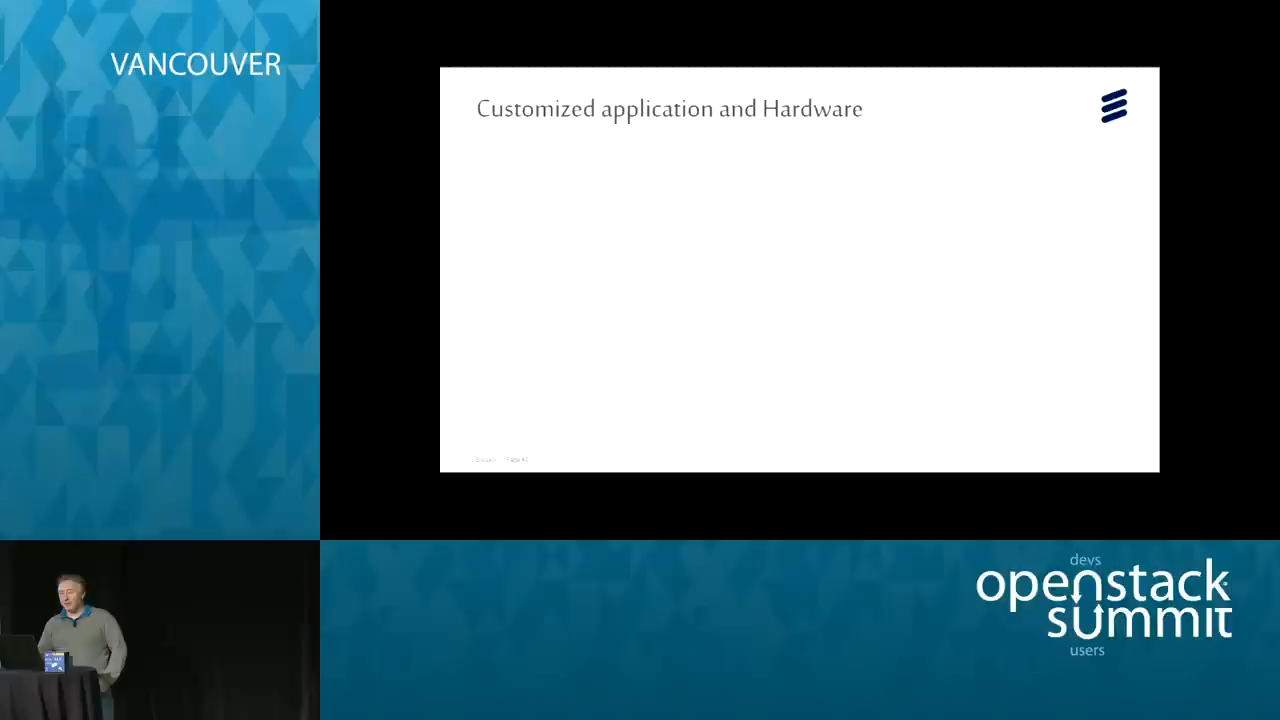 VANCOUVER
Customized application and Hardware
devs
openstack
summit
users